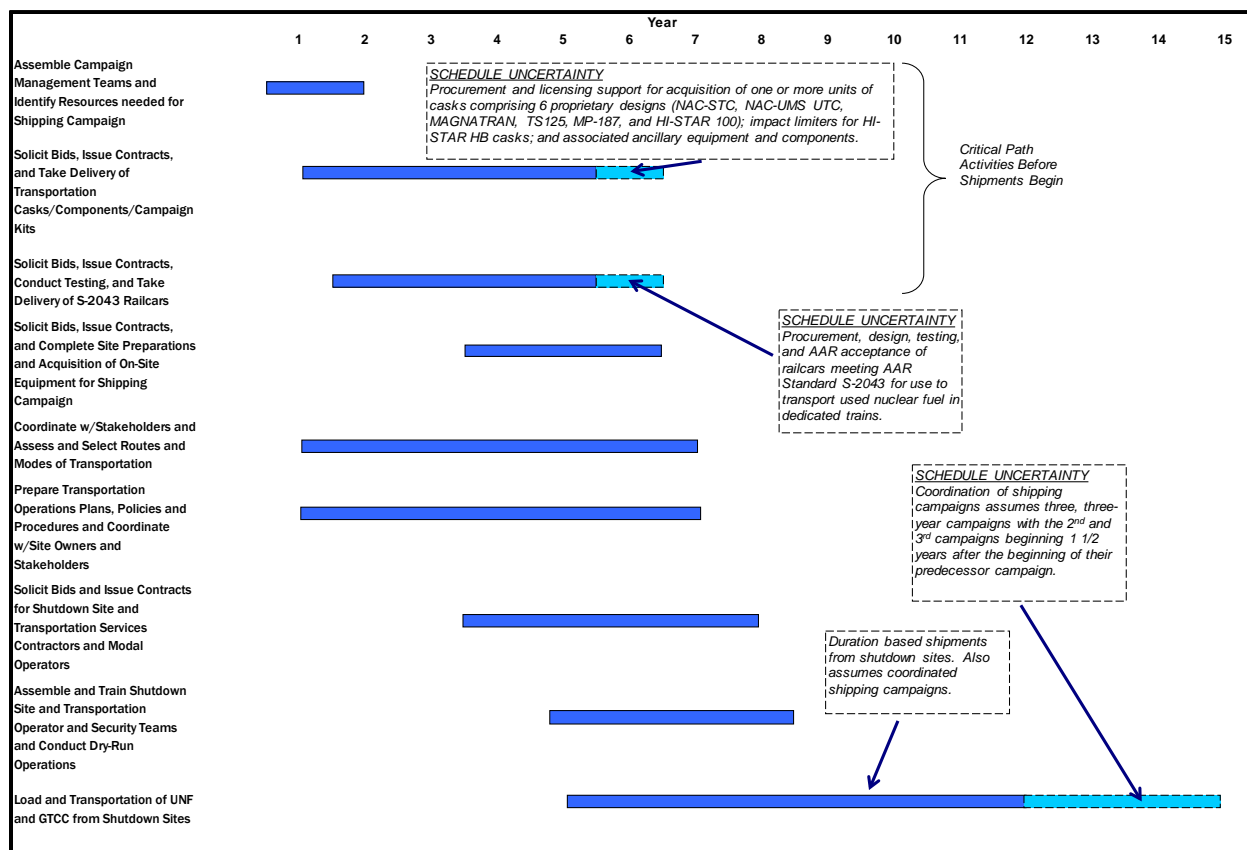 Year
1 2 3 4 5 6 7 8 9 10 11 12 13 14 15
Assemble Campaign
Management Teams and
Identify Resources needed for
Shipping Campaign
SCHEDULE UNCERTAINTY
Procurement and licensing support for acquisition of one or more units of
casks comprising 6 proprietary designs (NAC-STC, NAC-UMS UTC,
MAGNATRAN, TS125, MP-187, and HI-STAR 100); impact limiters for HI-
STAR HB casks; and associated ancillary equipment and components.
Critical Path
Activities Before
Shipments Begin
Solicit Bids, Issue Contracts,
and Take Delivery of
Transportation
Casks/Components/Campaign
Kits
Solicit Bids, Issue Contracts,
Conduct Testing, and Take
Delivery of S-2043 Railcars
SCHEDULE UNCERTAINTY
Procurement, design, testing,
and AAR acceptance of
railcars meeting AAR
Standard S-2043 for use to
transport used nuclear fuel in
dedicated trains.
Solicit Bids, Issue Contracts,
and Complete Site Preparations
and Acquisition of On-Site
Equipment for Shipping
Campaign
Coordinate w/Stakeholders and
Assess and Select Routes and
Modes of Transportation
SCHEDULE UNCERTAINTY
Coordination of shipping
campaigns assumes three, three-
year campaigns with the 2nd and
3rd campaigns beginning 1 1/2
years after the beginning of their
predecessor campaign.
Prepare Transportation
Operations Plans, Policies and
Procedures and Coordinate
w/Site Owners and
Stakeholders
Solicit Bids and Issue Contracts
for Shutdown Site and
Transportation Services
Contractors and Modal
Operators
Duration based shipments
from shutdown sites. Also
assumes coordinated
shipping campaigns.
Assemble and Train Shutdown
Site and Transportation
Operator and Security Teams
and Conduct Dry-Run
Operations
Load and Transportation of UNF
and GTCC from Shutdown Sites